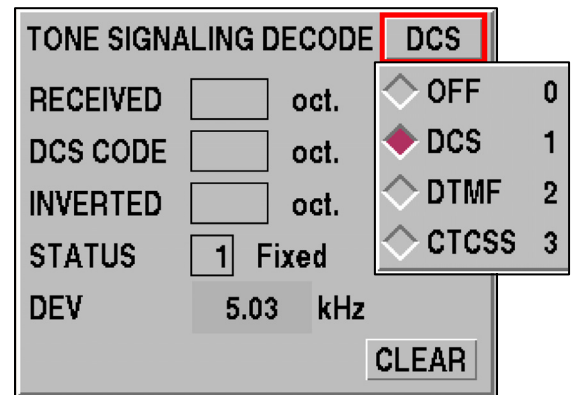 TONE SIGNALING DECODE DCS
RECEIVED oct.
DCS CODE oct.
INVERTED oct.
STATUS 1 Fixed
DEV 5.03 kHz
CLEAR
OFF 0
DCS 1
DTMF 2
CTCSS 3